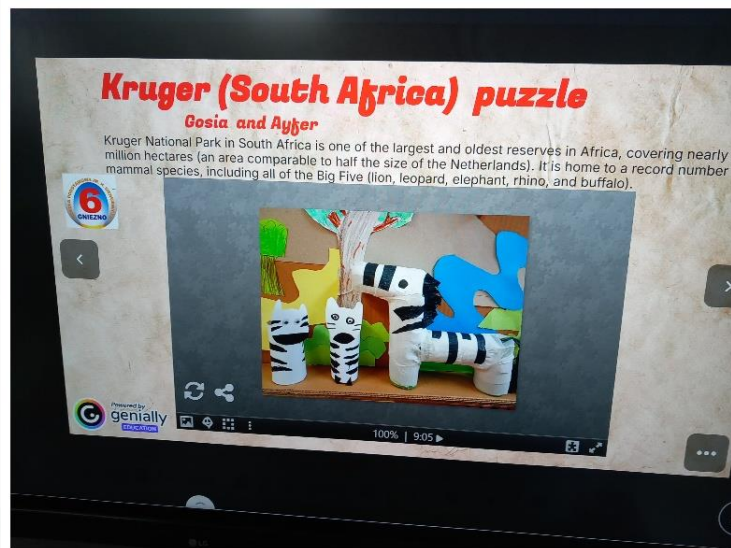 Kruger (South Africa) puzzle
Gosia and Ayfer
Kruger National Park in South Africa is one of the largest and oldest reserves in Africa, covering nearly
million hectares (an area comparable to half the size of the Netherlands). It is home to a record number
mammal species, including all of the Big Five (lion, leopard, elephant, rhino, and buffalo).
6
GNIEZNO
Powered by
genially
EDUCATION
100% | 9:05
LG